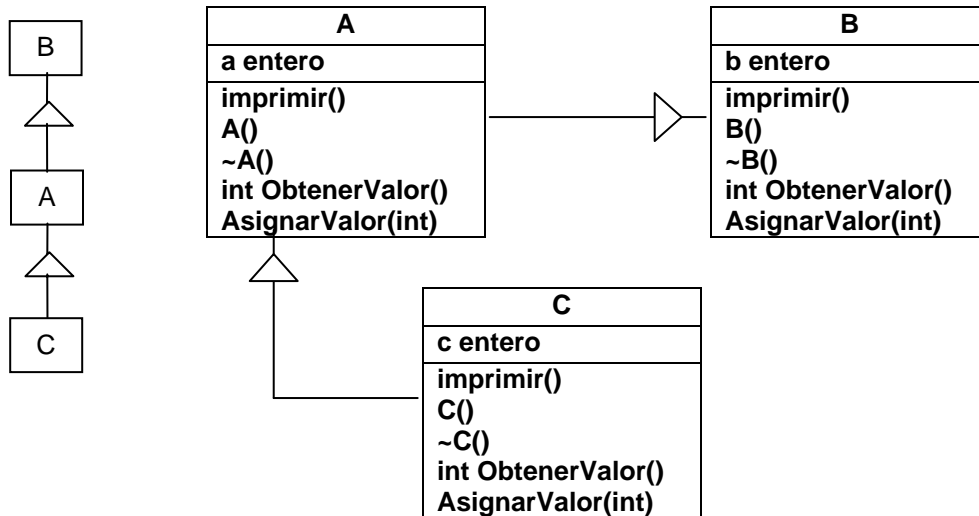 B
A
C
A
a entero
imprimir()
A()
~A()
int ObtenerValor()
AsignarValor(int)
B
b entero
imprimir()
B()
~B()
int ObtenerValor()
AsignarValor(int)
C
c entero
imprimir()
C()
~C()
int ObtenerValor()
AsignarValor(int)